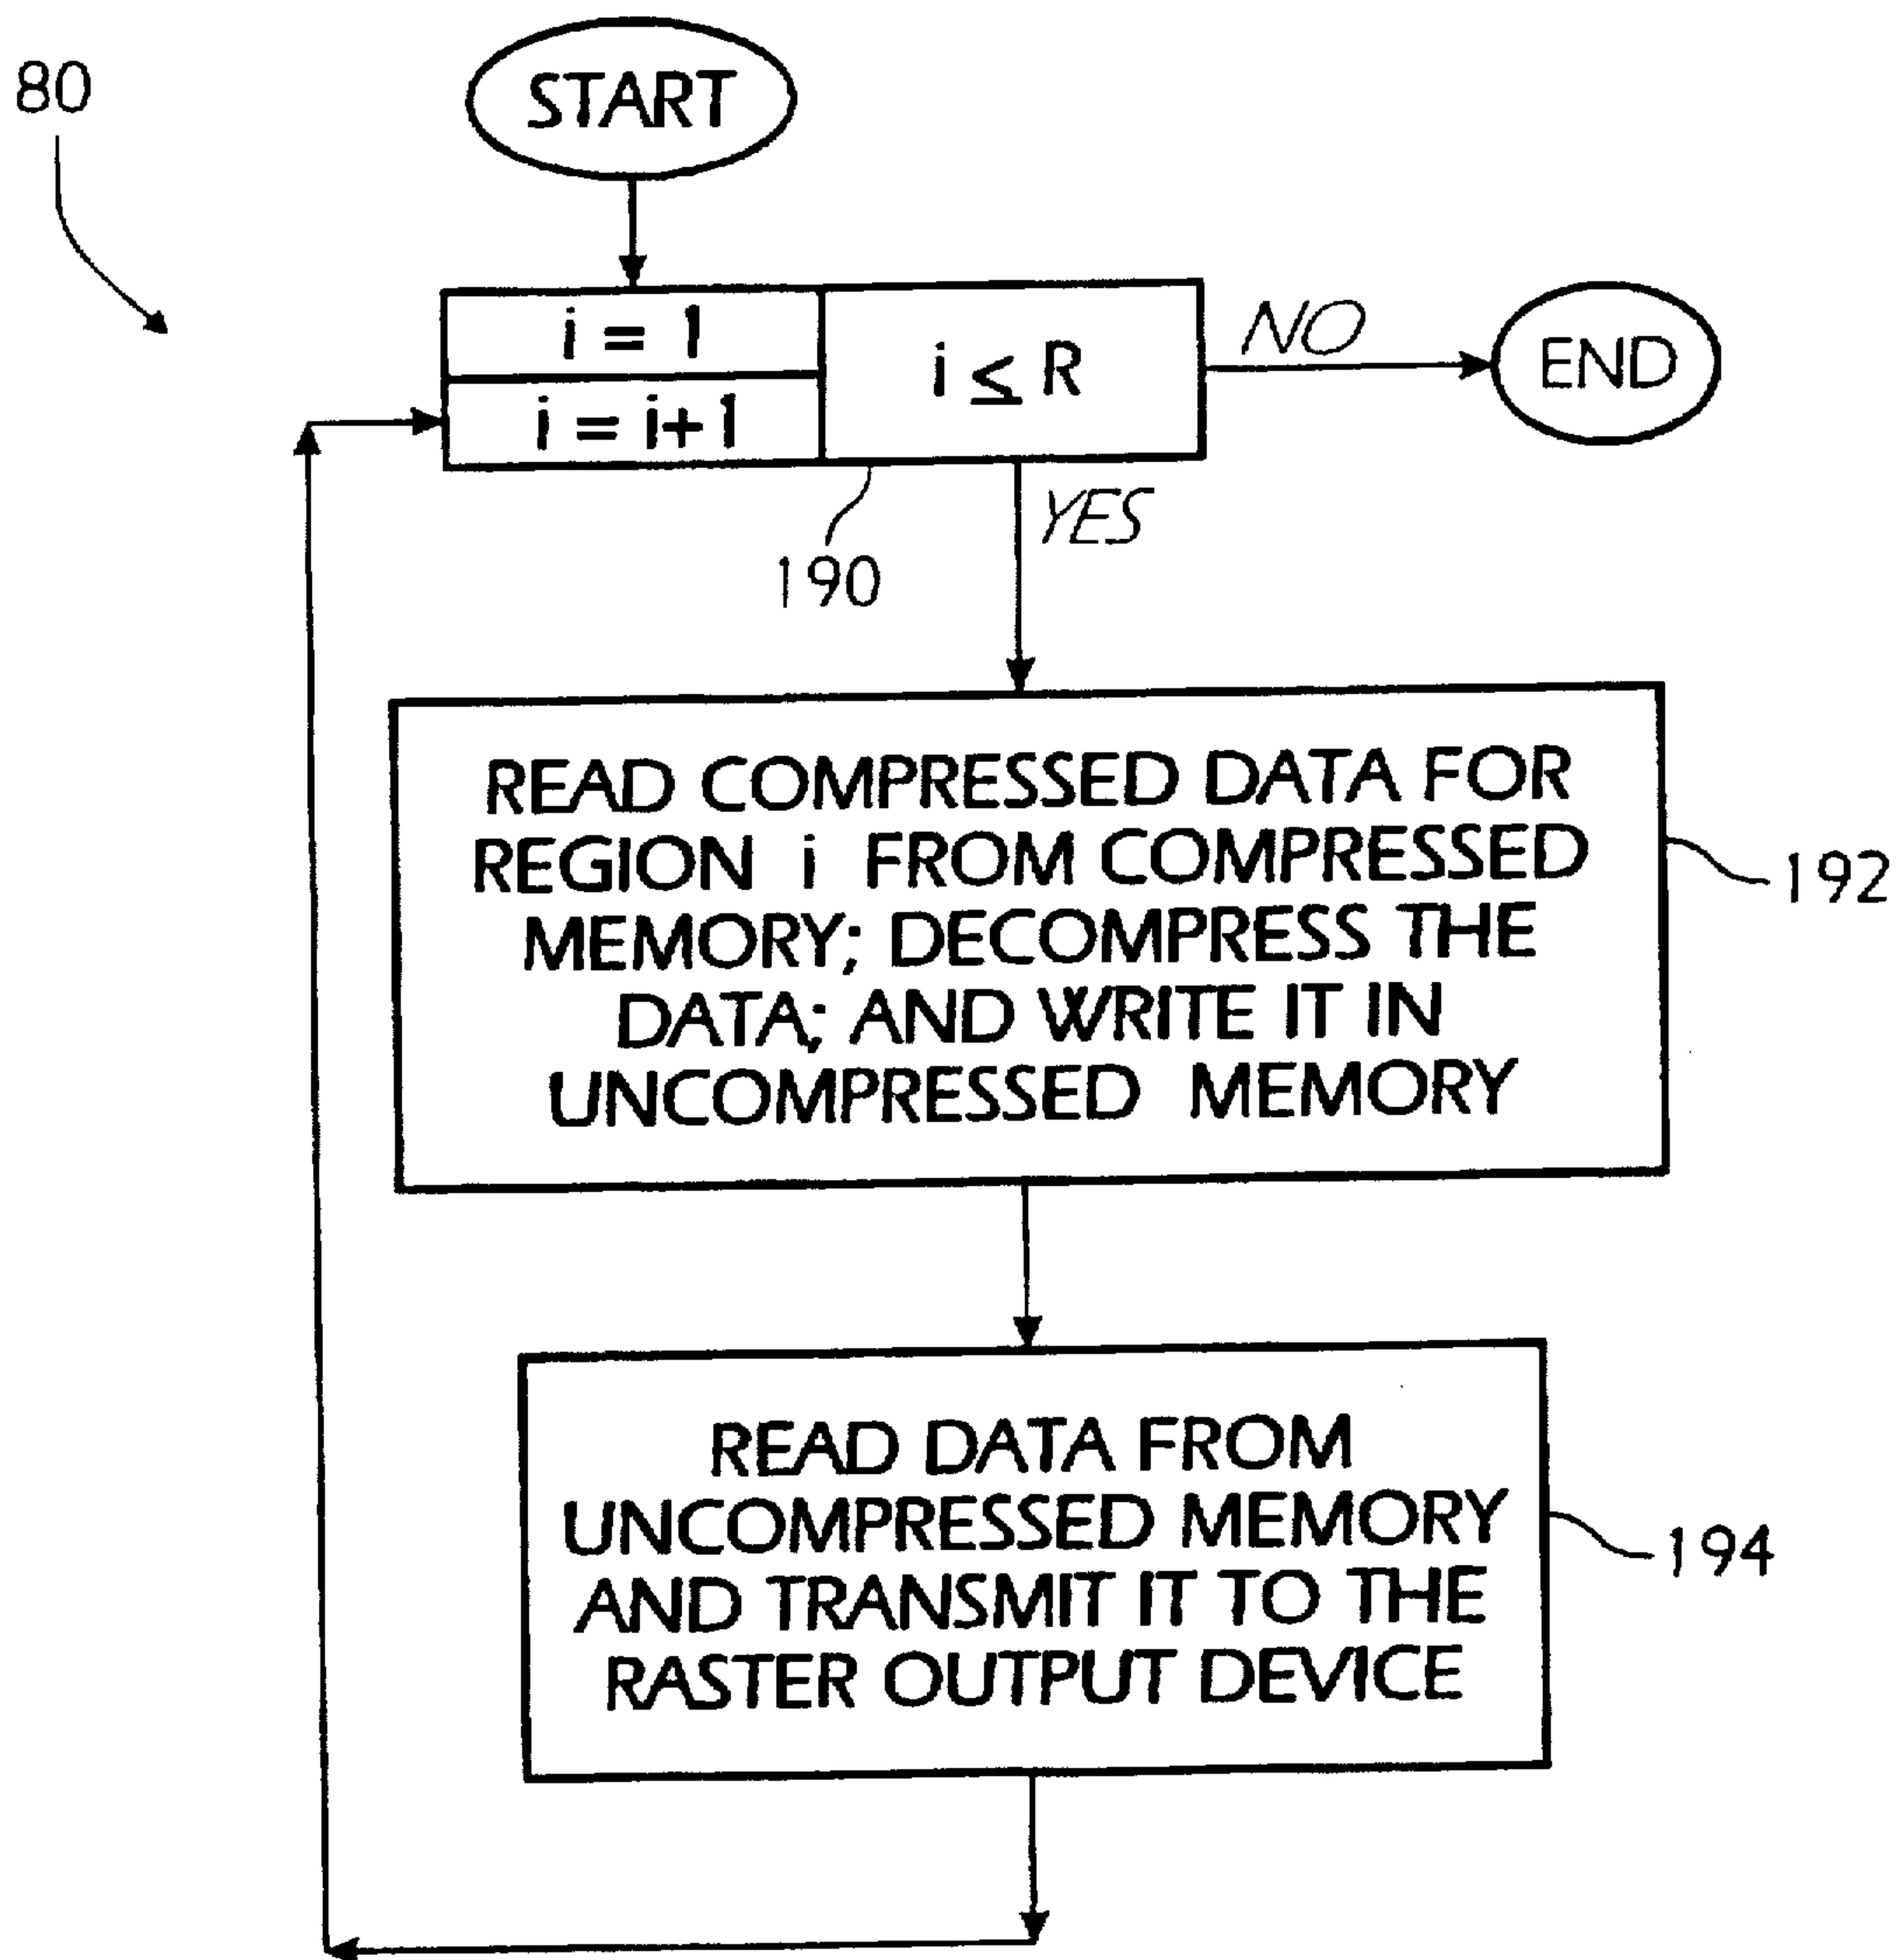 80
START
i = 1
i = i+1
i ≤ R
NO
END
YES
190
READ COMPRESSED DATA FOR
REGION i FROM COMPRESSED
MEMORY; DECOMPRESS THE
DATA; AND WRITE IT IN
UNCOMPRESSED MEMORY
192
READ DATA FROM
UNCOMPRESSED MEMORY
AND TRANSMIT IT TO THE
RASTER OUTPUT DEVICE
194